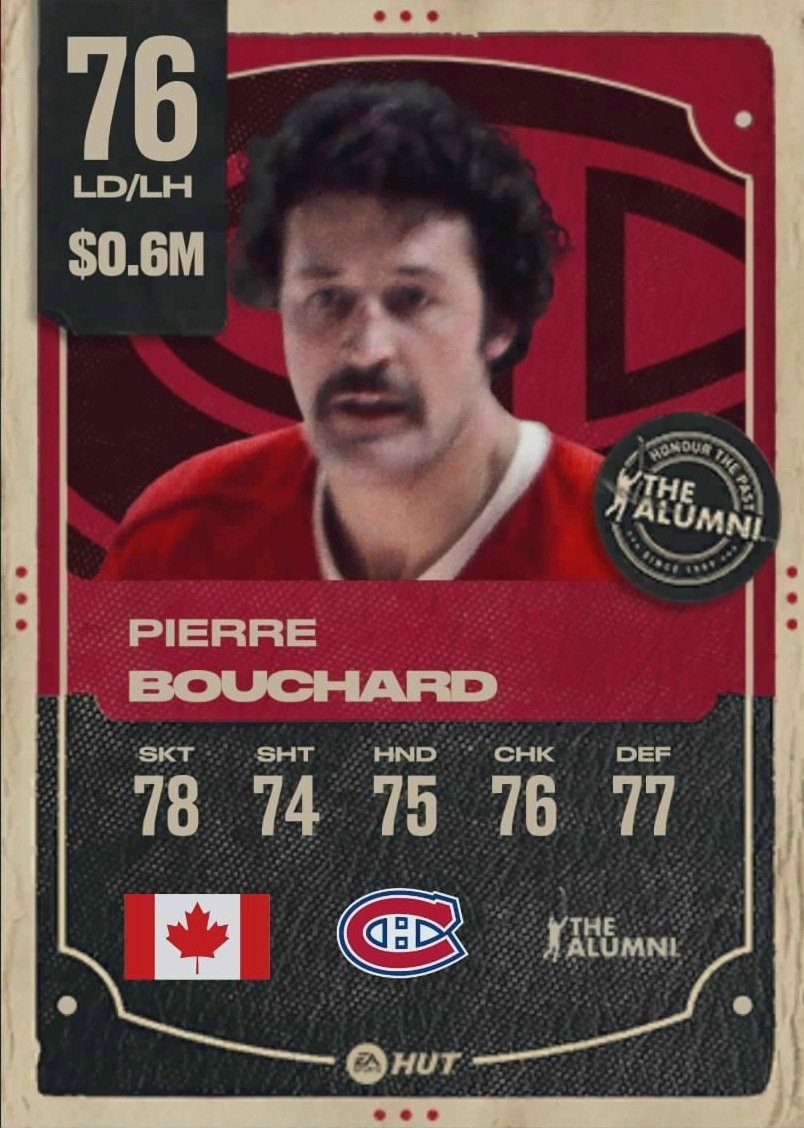 76
LD/LH
$0.6M
HONOUR THE PAST
THE
ALUMNI
PIERRE
BOUCHARD
SKT SHT HND CHK DEF
78 74 75 76 77
THE
ALUMNI
EA
HUT